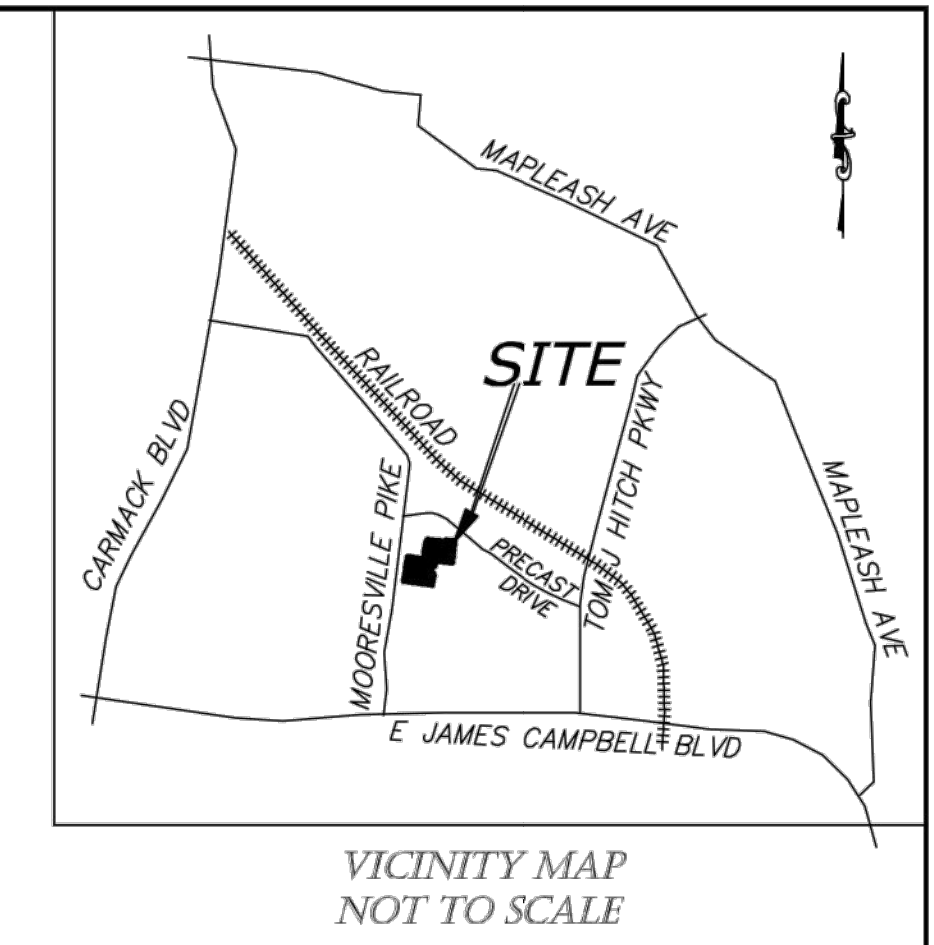 MAPLEASH AVE
SITE
RAILROAD
TOM J HITCH PKWY
CARMACK BLVD
MOORESVILLE PIKE
PRECAST
DRIVE
MAPLEASH AVE
E JAMES CAMPBELL BLVD
VICINITY MAP
NOT TO SCALE